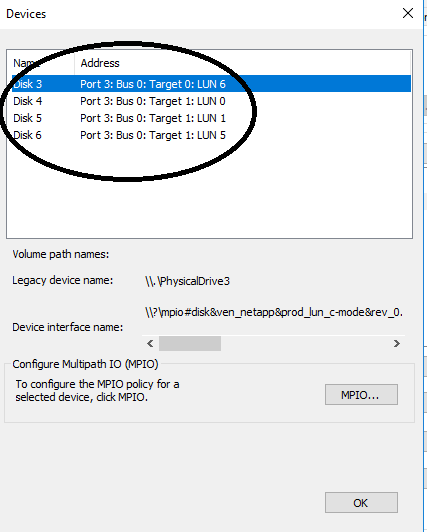 Devices
Name Address
Disk 3 Port 3: Bus 0: Target 0: LUN 6
Disk 4 Port 3: Bus 0: Target 1: LUN 0
Disk 5 Port 3: Bus 0: Target 1: LUN 1
Disk 6 Port 3: Bus 0: Target 1: LUN 5
Volume path names:
Legacy device name: \\.\PhysicalDrive3
\\?\mpio#disk&ven_netapp&prod_lun_c-mode&rev_0.
Device interface name:
Configure Multipath IO (MPIO)
To configure the MPIO policy for a
selected device, click MPIO.
MPIO...
OK